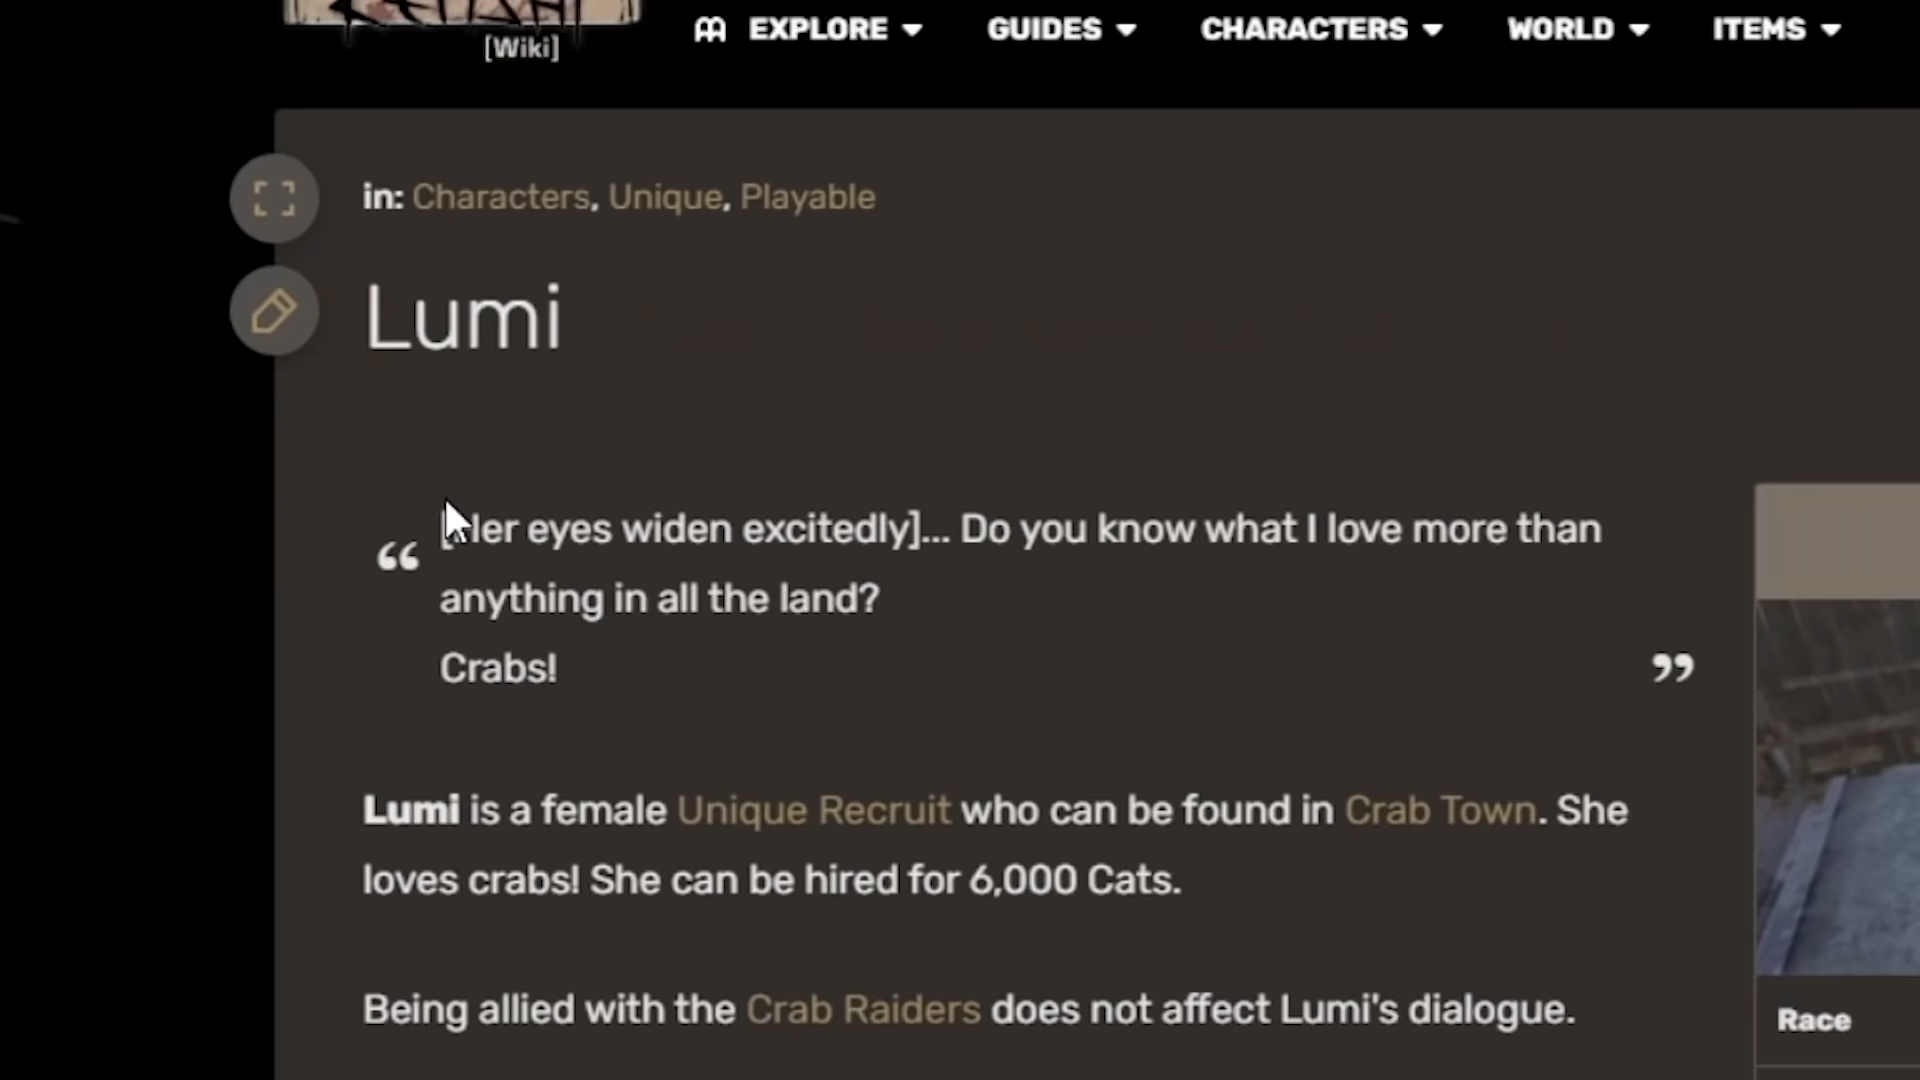 [Wiki]
EXPLORE
GUIDES
CHARACTERS
WORLD
ITEMS
in: Characters, Unique, Playable
Lumi
“ eyes widen excitedly]... Do you know what I love more than
anything in all the land?
Crabs! ”
Lumi is a female Unique Recruit who can be found in Crab Town. She
loves crabs! She can be hired for 6,000 Cats.
Being allied with the Crab Raiders does not affect Lumi's dialogue.
Race